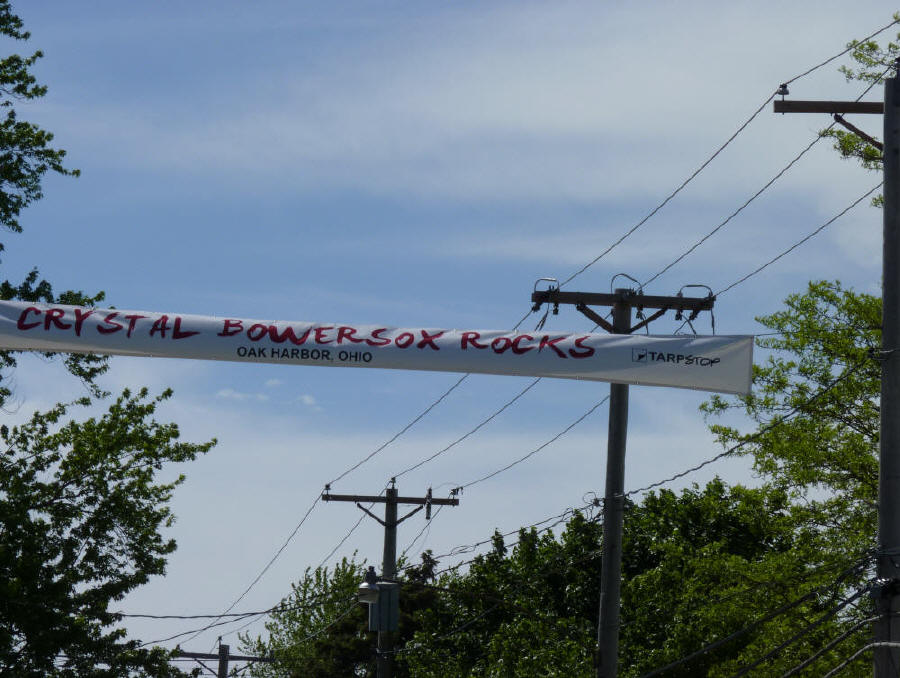 CRYSTAL BOWERSOX ROCKS
OAK HARBOR, OHIO
TARPSTOP